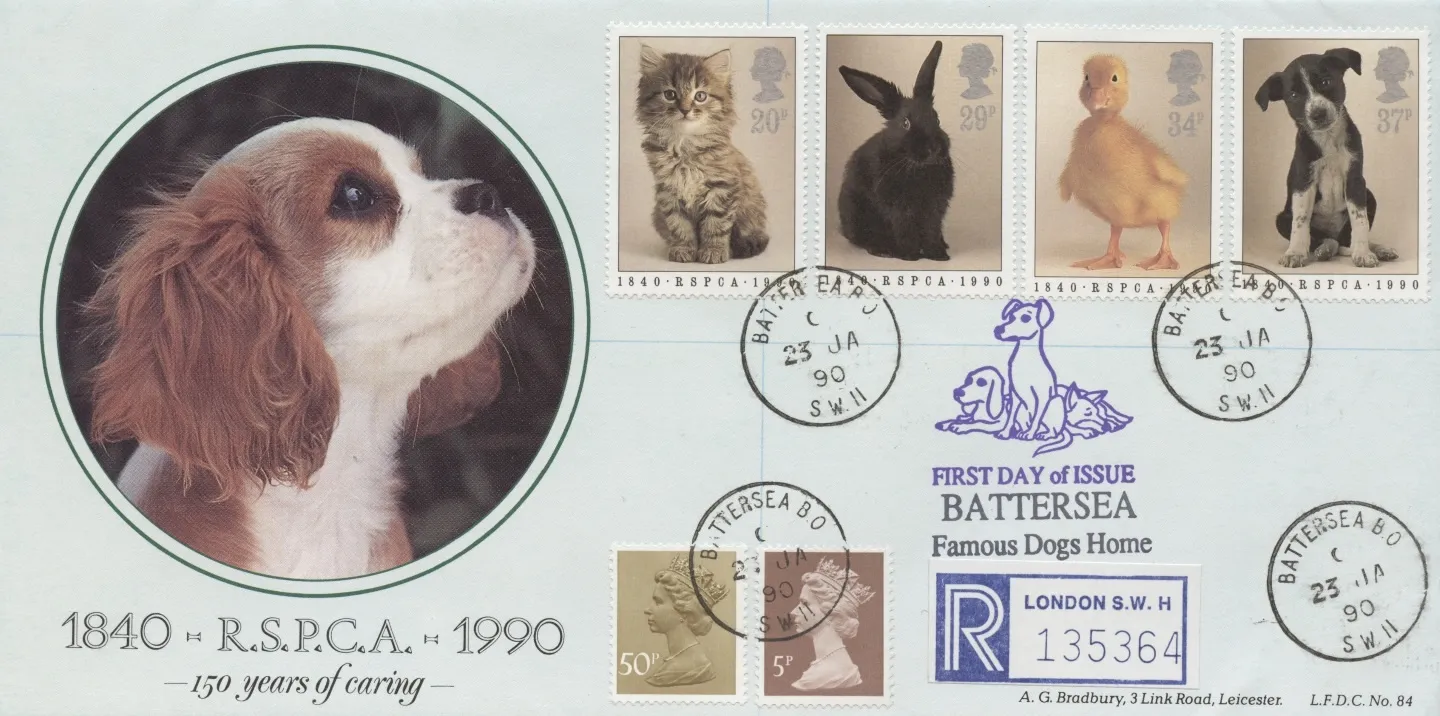 20P
29P
34P
37P
1840·RSPCA·1990
1840·RSPCA·1990
1840·RSPCA·1990
1840·RSPCA·1990
BATTERSEA B.O
23 JA
90
S.W.11
BATTERSEA B.O
23 JA
90
S.W.11
FIRST DAY of ISSUE
BATTERSEA
Famous Dogs Home
BATTERSEA B.O
23 JA
90
S.W.11
BATTERSEA B.O
23 JA
90
S.W.11
50P
5P
R
LONDON S.W. H
135364
1840 - R.S.P.C.A. - 1990
—150 years of caring—
A. G. Bradbury, 3 Link Road, Leicester. L.F.D.C. No. 84